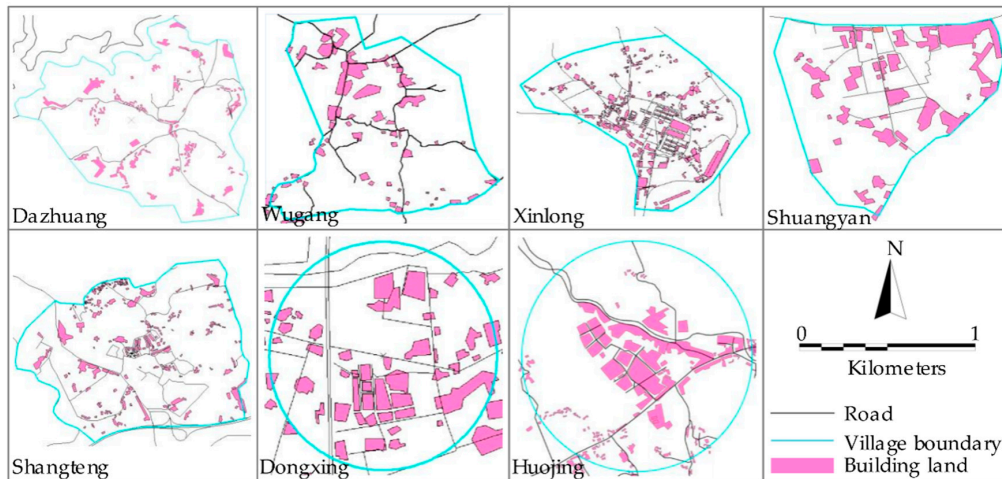 Dazhuang
Wugang
Xinlong
Shuangyan
Shangteng
Dongxing
Huojing
N
0 1
Kilometers
Road
Village boundary
Building land